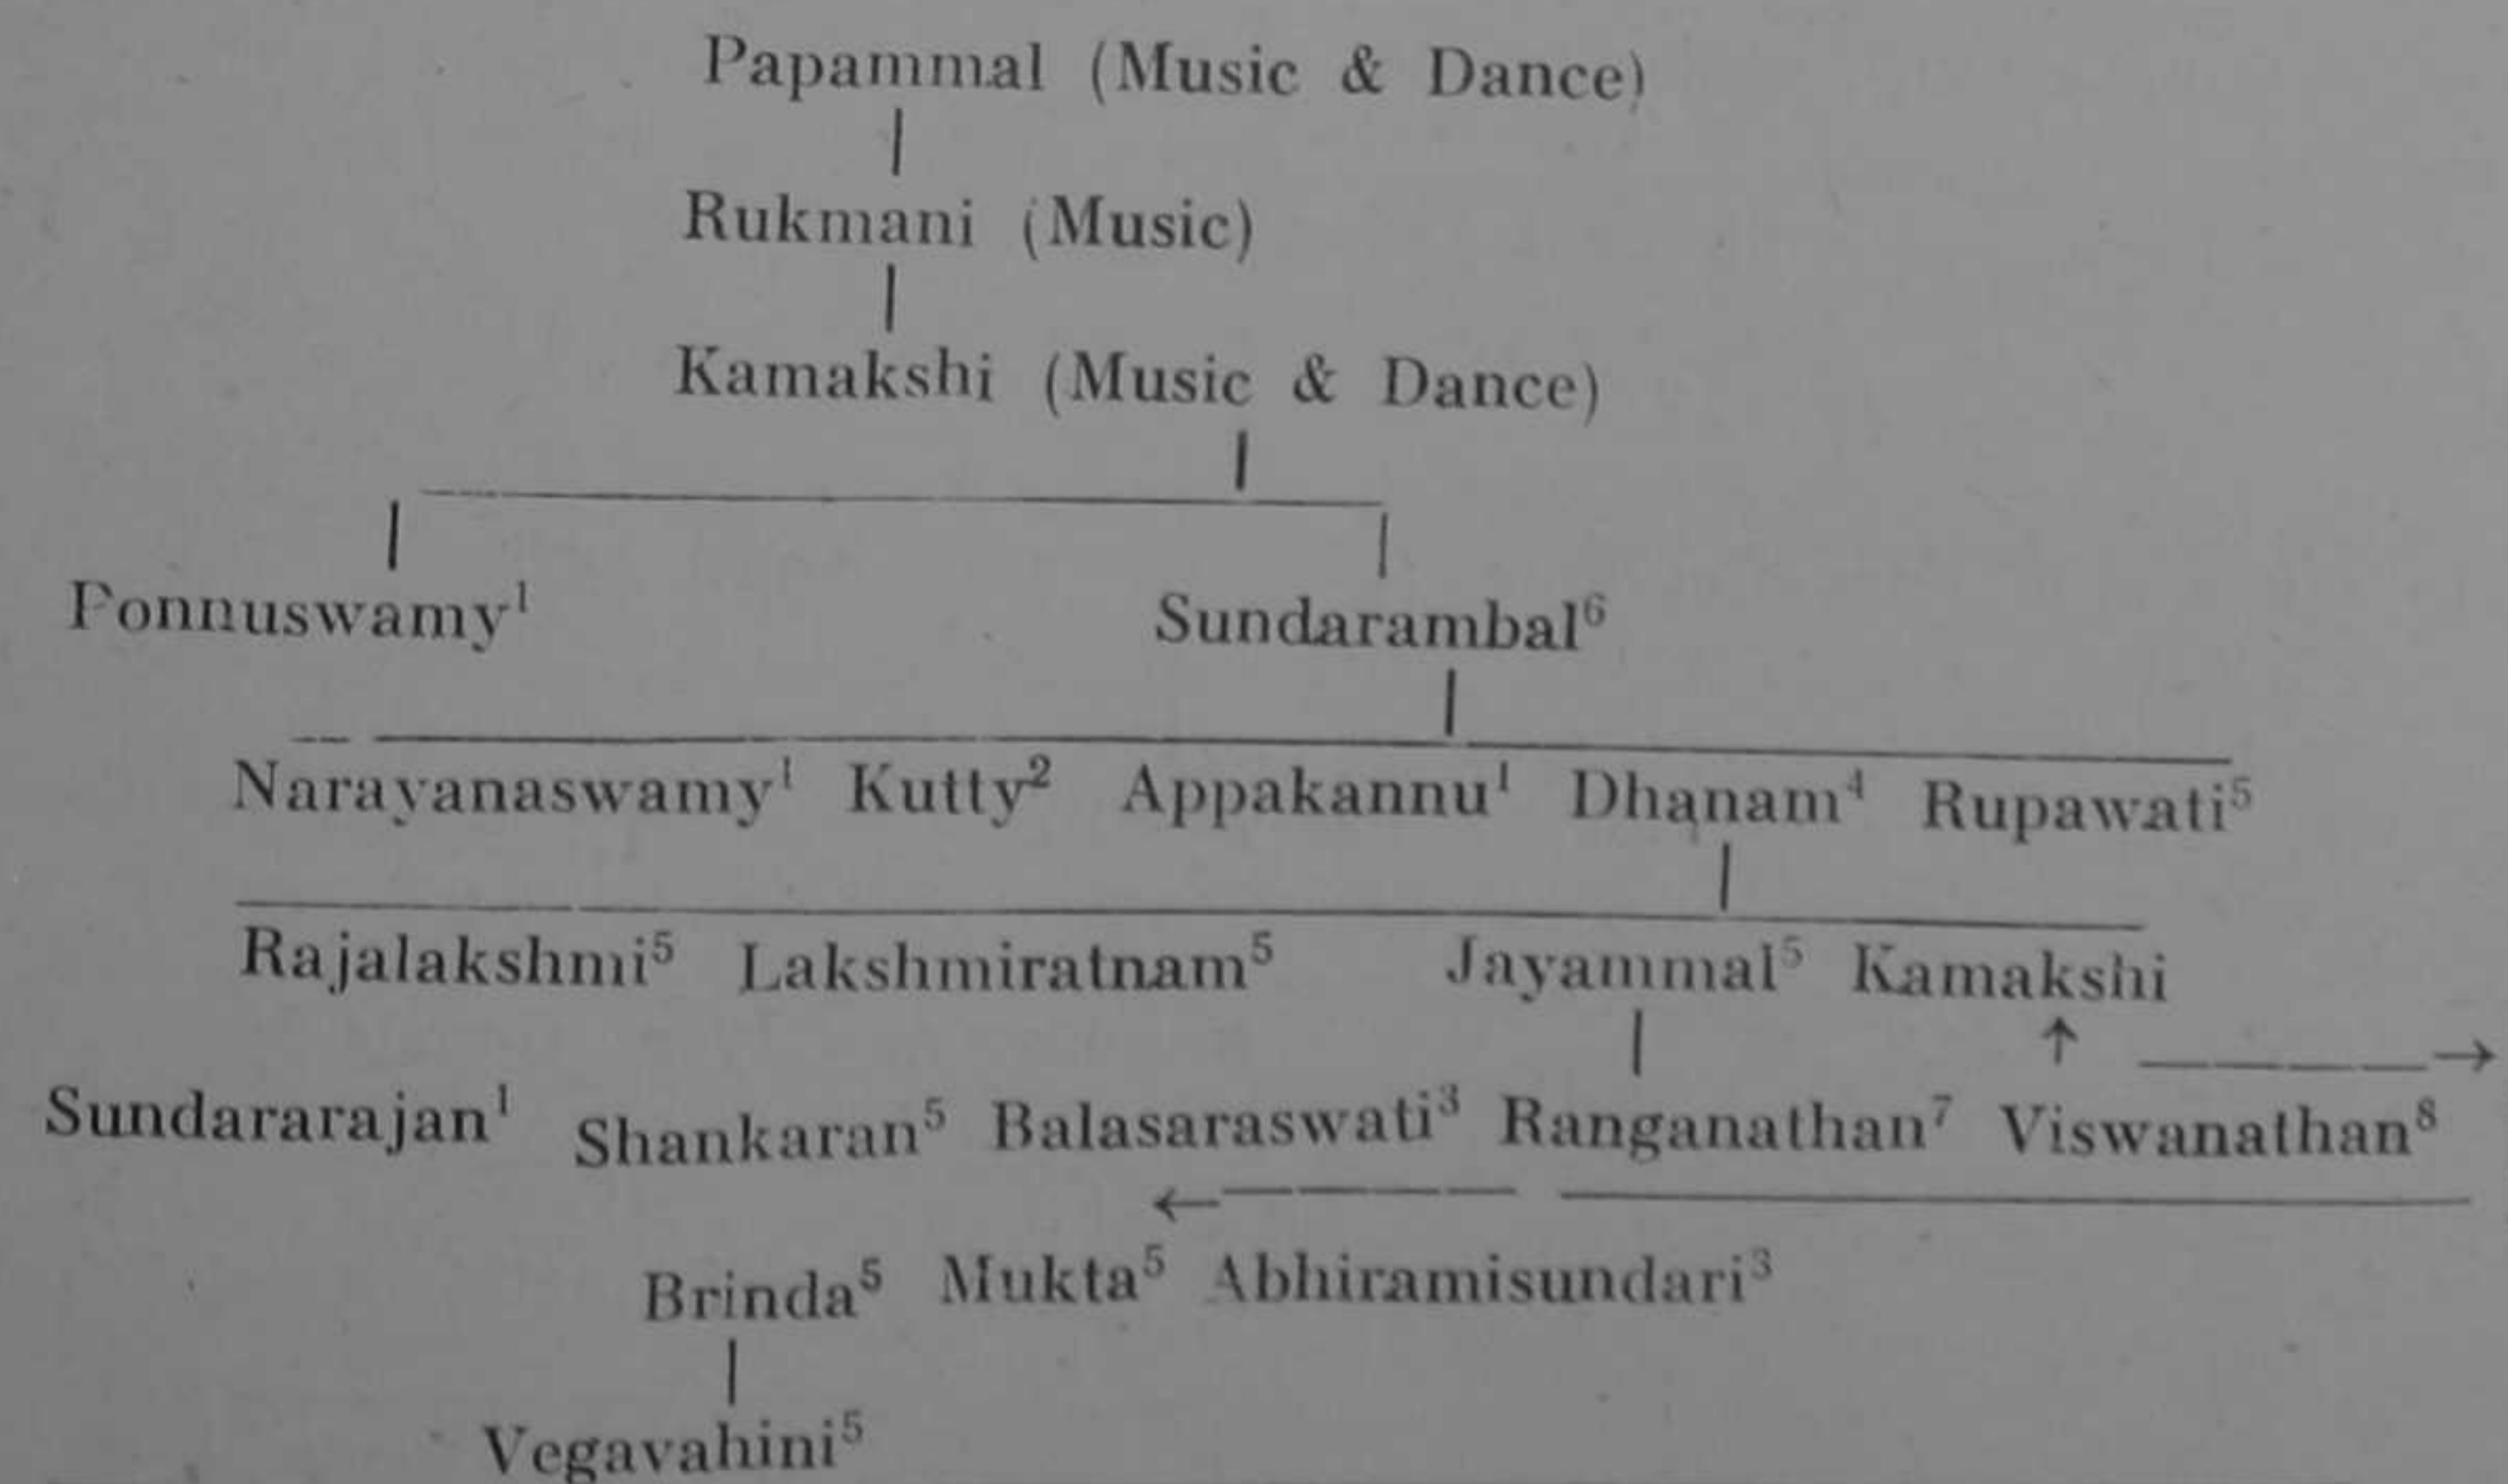 Papammal (Music & Dance)
Rukmani (Music)
Kamakshi (Music & Dance)
Ponnuswamy¹ Sundarambal⁶
Narayanaswamy¹ Kutty² Appakannu¹ Dhanam⁴ Rupawati⁵
Rajalakshmi⁵ Lakshmiratnam⁵ Jayammal⁵ Kamakshi
Sundararajan¹ Shankaran⁵ Balasaraswati³ Ranganathan⁷ Viswanathan⁸
Brinda⁵ Mukta⁵ Abhiramisundari³
Vegavahini⁵